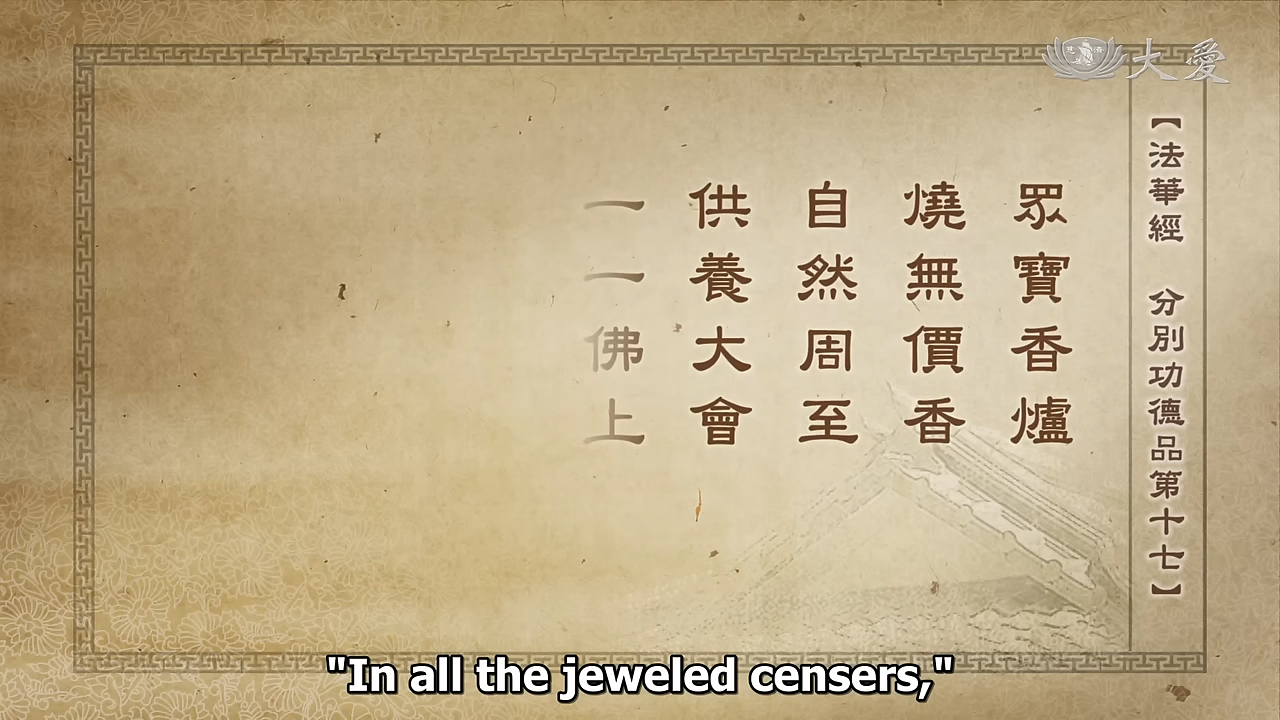 大愛
【法華經 分別功德品第十七】
眾寶香爐
燒無價香
自然周至
供養大會
一一佛上
"In all the jeweled censers,"